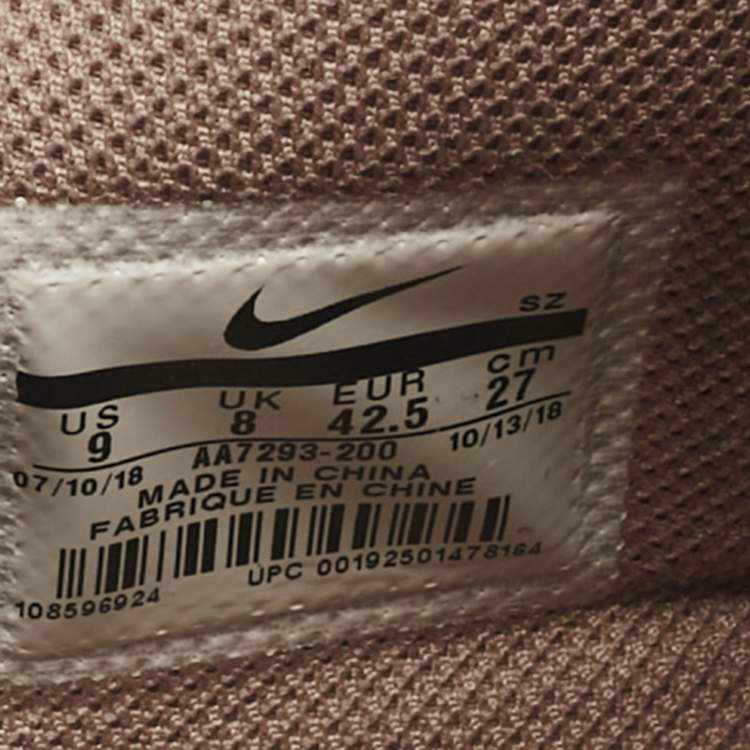 SZ
US UK EUR cm
9 8 42.5 27
07/10/18 AA7293-200 10/13/18
MADE IN CHINA
FABRIQUE EN CHINE
UPC 00192501478164
108596924